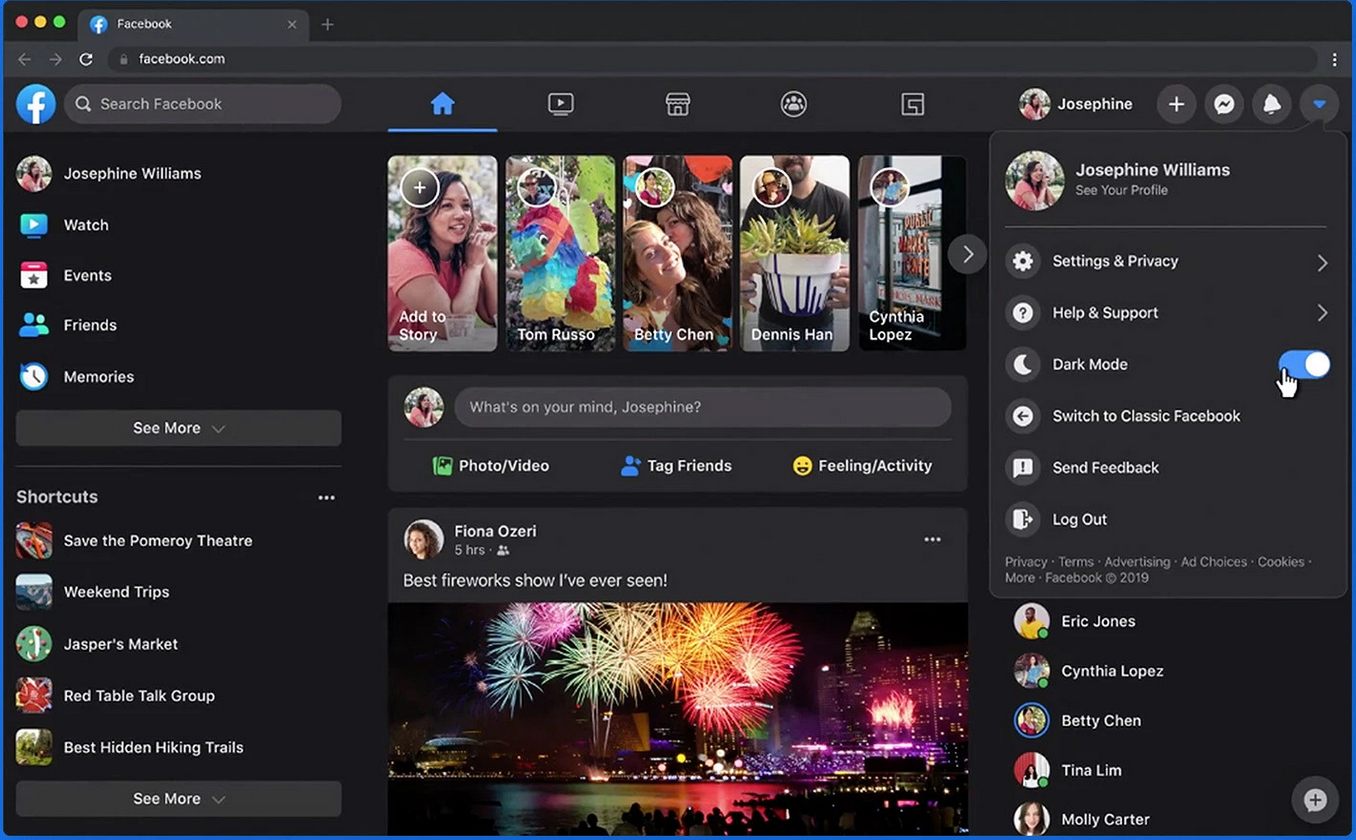 Facebook
facebook.com
Search Facebook
Josephine
Josephine Williams
Watch
Events
Friends
Memories
See More
Shortcuts
Save the Pomeroy Theatre
Weekend Trips
Jasper's Market
Red Table Talk Group
Best Hidden Hiking Trails
See More
Add to
Story
Tom Russo
Betty Chen
Dennis Han
PUBLIC
MARKET
Cynthia
Lopez
What's on your mind, Josephine?
Photo/Video
Tag Friends
Feeling/Activity
Fiona Ozeri
5 hrs ·
Best fireworks show I’ve ever seen!
Josephine Williams
See Your Profile
Settings & Privacy
Help & Support
Dark Mode
Switch to Classic Facebook
Send Feedback
Log Out
Privacy · Terms · Advertising · Ad Choices · Cookies ·
More · Facebook © 2019
Eric Jones
Cynthia Lopez
Betty Chen
Tina Lim
Molly Carter